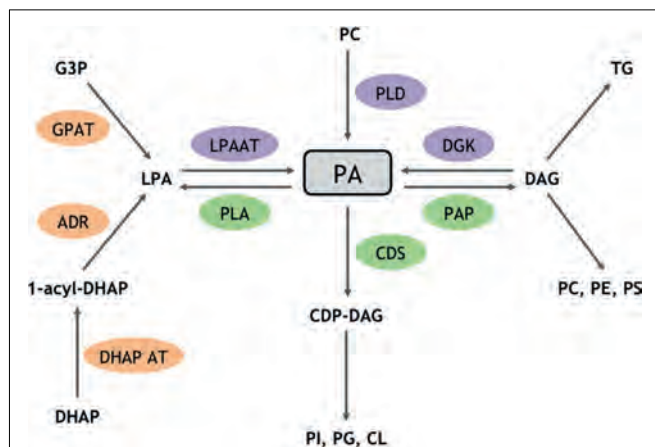 PC
G3P
TG
PLD
GPAT
LPAAT
DGK
LPA
PA
DAG
PLA
PAP
ADR
CDS
1-acyl-DHAP
PC, PE, PS
CDP-DAG
DHAP AT
DHAP
PI, PG, CL